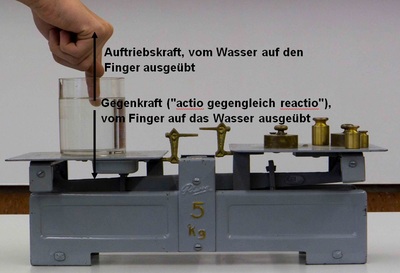 Auftriebskraft, vom Wasser auf den
Finger ausgeübt
Gegenkraft ("actio gegengleich reactio"),
vom Finger auf das Wasser ausgeübt
5
kg